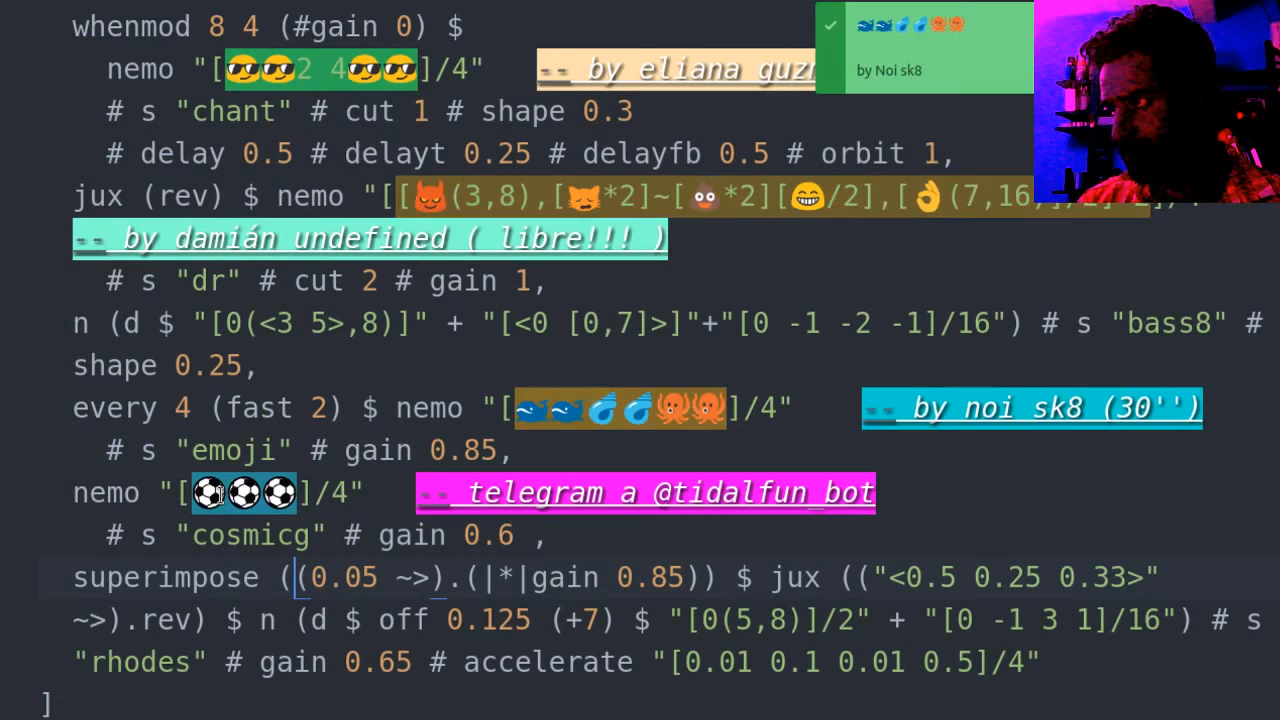 whenmod 8 4 (#gain 0) $
nemo "[😎😎2 4😎😎]/4" -- by eliana
# s "chant" # cut 1 # shape 0.3
# delay 0.5 # delayt 0.25 # delayfb 0.5 # orbit 1,
jux (rev) $ nemo "[[😈(3,8),[😽*2]~[💩*2][😁/2],[👌(7,16,
-- by damián undefined ( libre!!! )
# s "dr" # cut 2 # gain 1,
n (d $ "[0(<3 5>,8)]" + "[<0 [0,7]>]"+"[0 -1 -2 -1]/16") # s "bass8" #
shape 0.25,
every 4 (fast 2) $ nemo "[🐳🐳💦💦🐙🐙]/4" -- by noi sk8 (30'')
# s "emoji" # gain 0.85,
nemo "[⚽⚽⚽]/4" -- telegram a @tidalfun_bot
# s "cosmicg" # gain 0.6 ,
superimpose ((0.05 ~>).(|*|gain 0.85)) $ jux (("<0.5 0.25 0.33>"
~>).rev) $ n (d $ off 0.125 (+7) $ "[0(5,8)]/2" + "[0 -1 3 1]/16") # s
"rhodes" # gain 0.65 # accelerate "[0.01 0.1 0.01 0.5]/4"
]
🐳🐳💦💦🐙🐙
by Noi sk8